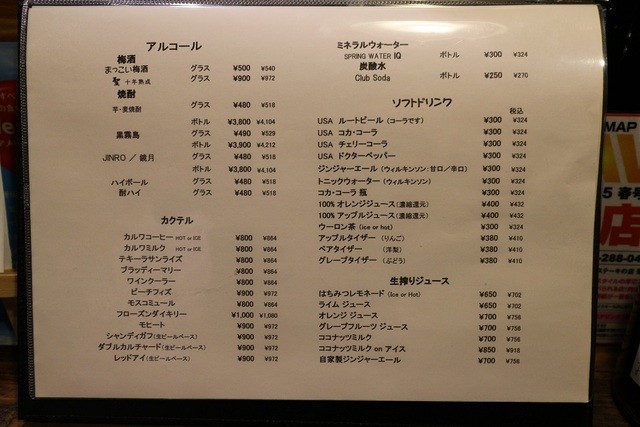 アルコール
梅酒
まっこい梅酒 グラス ¥500 ¥540
十年熟成 グラス ¥900 ¥972
焼酎
芋・麦焼酎 グラス ¥480 ¥518
ボトル ¥3,800 ¥4,104
黒霧島 グラス ¥490 ¥529
ボトル ¥3,900 ¥4,212
JINRO ／ 鏡月 グラス ¥480 ¥518
ボトル ¥3,800 ¥4,104
ハイボール グラス ¥480 ¥518
酎ハイ グラス ¥480 ¥518
カクテル
カルワコーヒー HOT or ICE ¥800 ¥864
カルワミルク HOT or ICE ¥800 ¥864
テキーラサンライズ ¥800 ¥864
ブラッディーマリー ¥800 ¥864
ワインクーラー ¥800 ¥864
ピーチフィズ ¥900 ¥972
モスコミュール ¥800 ¥864
フローズンダイキリー ¥1,000 ¥1,080
モヒート ¥900 ¥972
シャンディガフ(生ビールベース) ¥900 ¥972
ダブルカルチャード(生ビールベース) ¥900 ¥972
レッドアイ(生ビールベース) ¥900 ¥972
ミネラルウォーター
SPRING WATER IQ ボトル ¥300 ¥324
炭酸水
Club Soda ボトル ¥250 ¥270
ソフトドリンク
税込
USA ルートビール (コーラです) ¥300 ¥324
USA コカ・コーラ ¥300 ¥324
USA チェリーコーラ ¥300 ¥324
USA ドクターペッパー ¥300 ¥324
ジンジャーエール (ウィルキンソン:甘口/辛口) ¥300 ¥324
トニックウォーター (ウィルキンソン) ¥300 ¥324
コカ・コーラ 瓶 ¥300 ¥324
100% オレンジジュース(濃縮還元) ¥400 ¥432
100% アップルジュース(濃縮還元) ¥400 ¥432
ウーロン茶 (ice or hot) ¥300 ¥324
アップルタイザー (りんご) ¥380 ¥410
ペアタイザー (洋梨) ¥380 ¥410
グレープタイザー (ぶどう) ¥380 ¥410
生搾りジュース
はちみつレモネード (Ice or Hot) ¥650 ¥702
ライム ジュース ¥650 ¥702
オレンジ ジュース ¥700 ¥756
グレープフルーツ ジュース ¥700 ¥756
ココナッツミルク ¥700 ¥756
ココナッツミルク on アイス ¥850 ¥918
自家製ジンジャーエール ¥700 ¥756
MAP
5 春号
店
-288-04